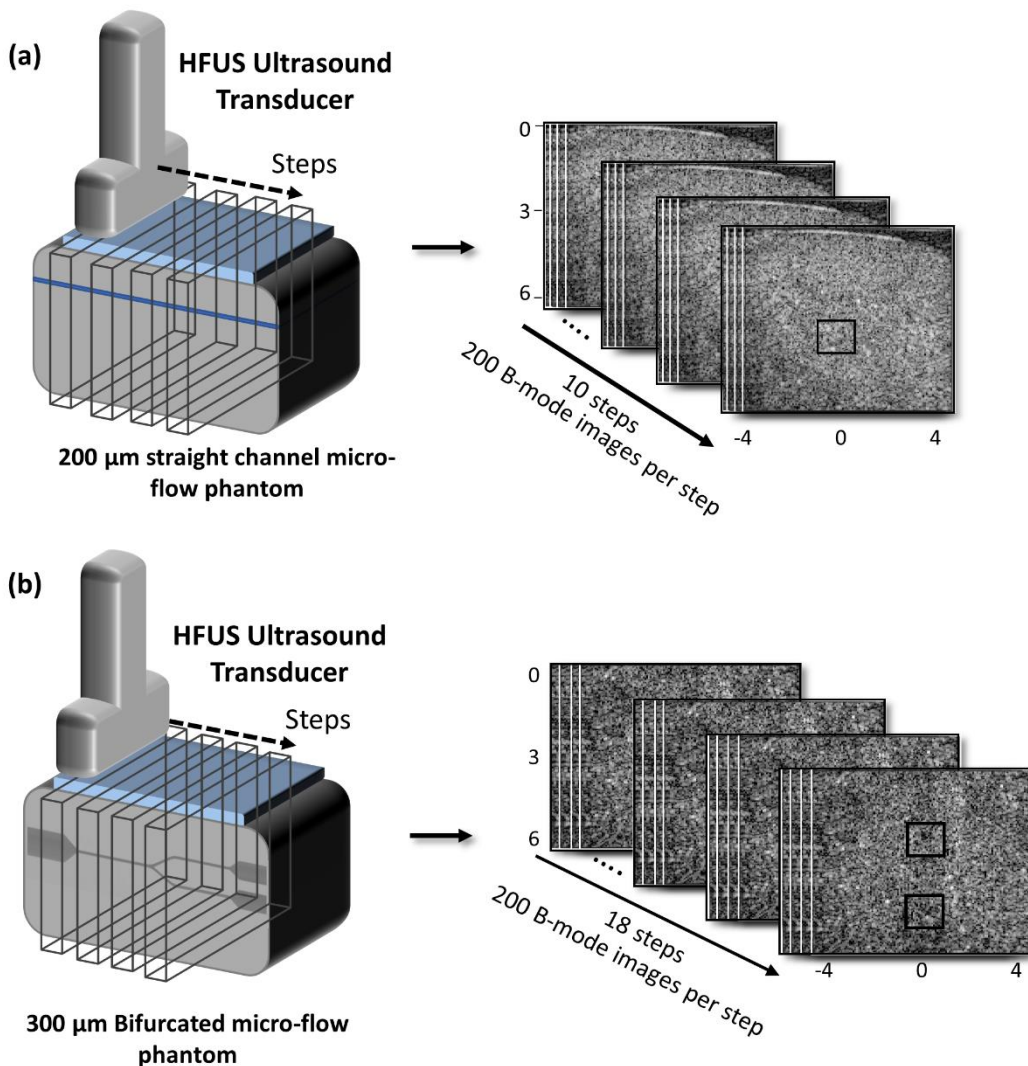 (a)
HFUS Ultrasound
Transducer
Steps
0
3
6
....
10 steps
200 B-mode images per step
-4 0 4
200 µm straight channel micro-
flow phantom
(b)
HFUS Ultrasound
Transducer
Steps
0
3
6
....
18 steps
200 B-mode images per step
-4 0 4
300 µm Bifurcated micro-flow
phantom